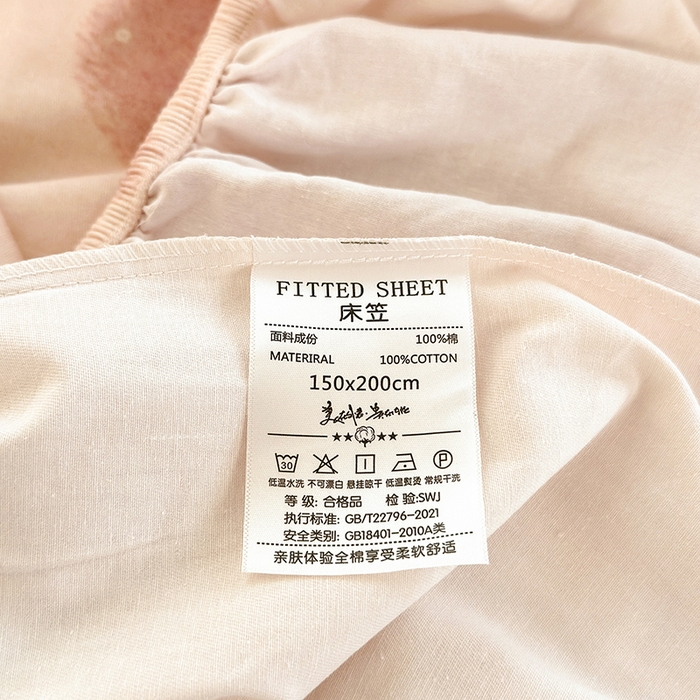 FITTED SHEET
床笠
面料成份 100%棉
MATERIRAL 100%COTTON
150x200cm
30
低温水洗 不可漂白 悬挂晾干 低温熨烫 常规干洗
等 级: 合格品 检 验:SWJ
执行标准: GB/T22796-2021
安全类别: GB18401-2010A类
亲肤体验全棉享受柔软舒适